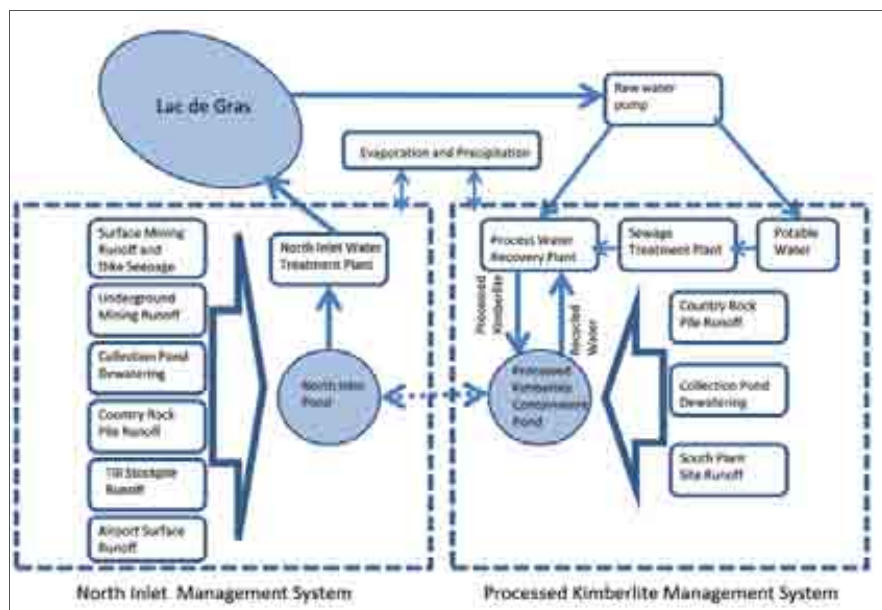 Lac de Gras
Raw water
pump
Evaporation and Precipitation
Surface Mining
Runoff and
Dike Seepage
North Inlet Water
Treatment Plant
Underground
Mining Runoff
Collection Pond
Dewatering
North Inlet
Pond
Country Rock
Pile Runoff
Till Stockpile
Runoff
Airport Surface
Runoff
North Inlet Management System
Process Water
Recovery Plant
Sewage
Treatment Plant
Potable
Water
Processed
Kimberlite
Recycled
Water
Country Rock
Pile Runoff
Processed
Kimberlite
Containment
Pond
Collection Pond
Dewatering
South Plant
Site Runoff
Processed Kimberlite Management System